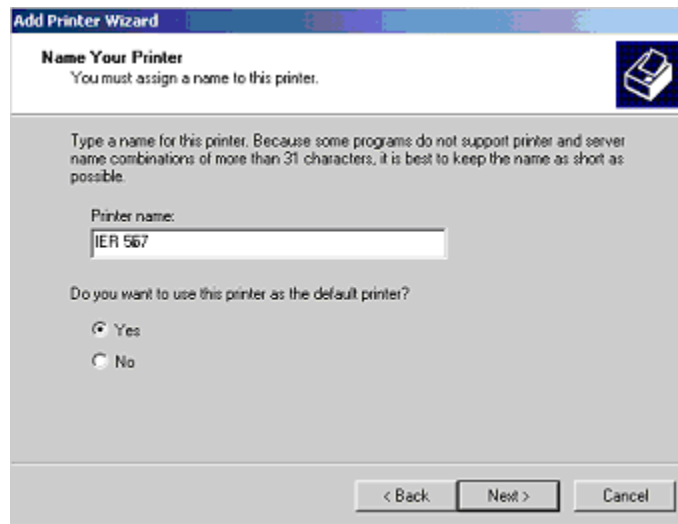 Add Printer Wizard
Name Your Printer
You must assign a name to this printer.
Type a name for this printer. Because some programs do not support printer and server
name combinations of more than 31 characters, it is best to keep the name as short as
possible.
Printer name:
IER 567
Do you want to use this printer as the default printer?
Yes
No
< Back
Next >
Cancel